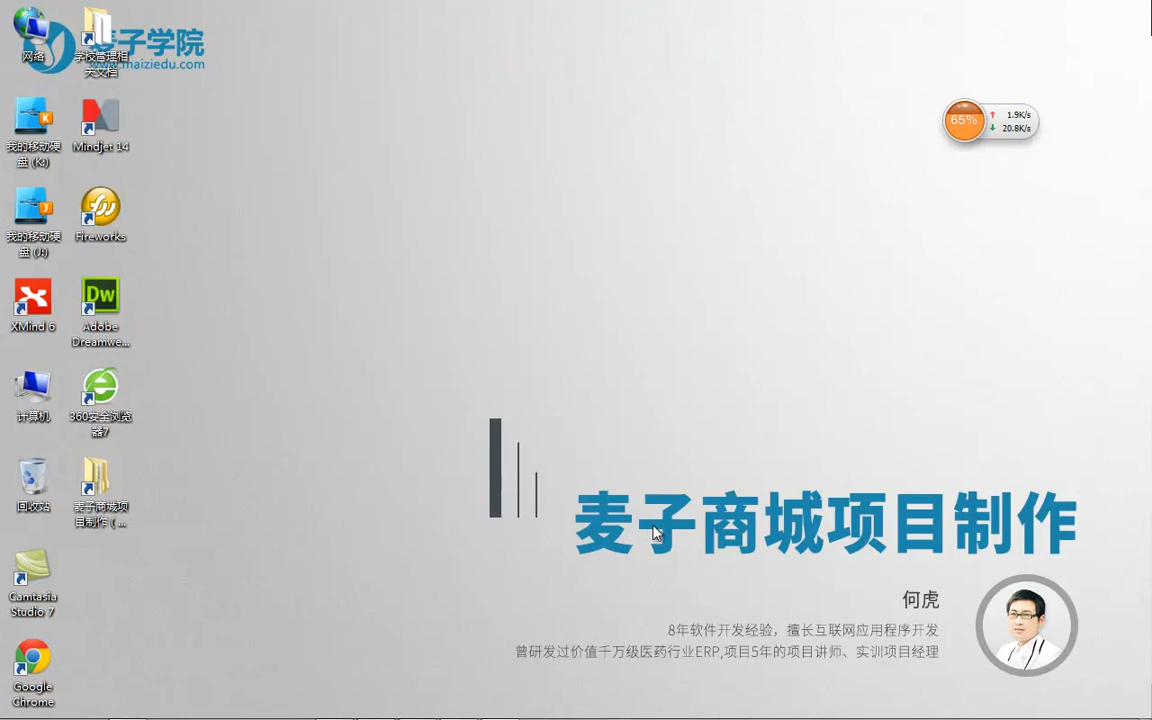 麦子学院
www.maiziedu.com
网络
学校管理相
关文档
我的移动硬
盘 (K:)
Mindjet 14
我的移动硬
盘 (J:)
Fireworks
XMind 6
Adobe
Dreamwe...
计算机
360安全浏览
器7
回收站
麦子商城项
目制作 ( ...
Camtasia
Studio 7
Google
Chrome
65%
1.9K/s
20.8K/s
麦子商城项目制作
何虎
8年软件开发经验，擅长互联网应用程序开发
曾研发过价值千万级医药行业ERP,项目5年的项目讲师、实训项目经理